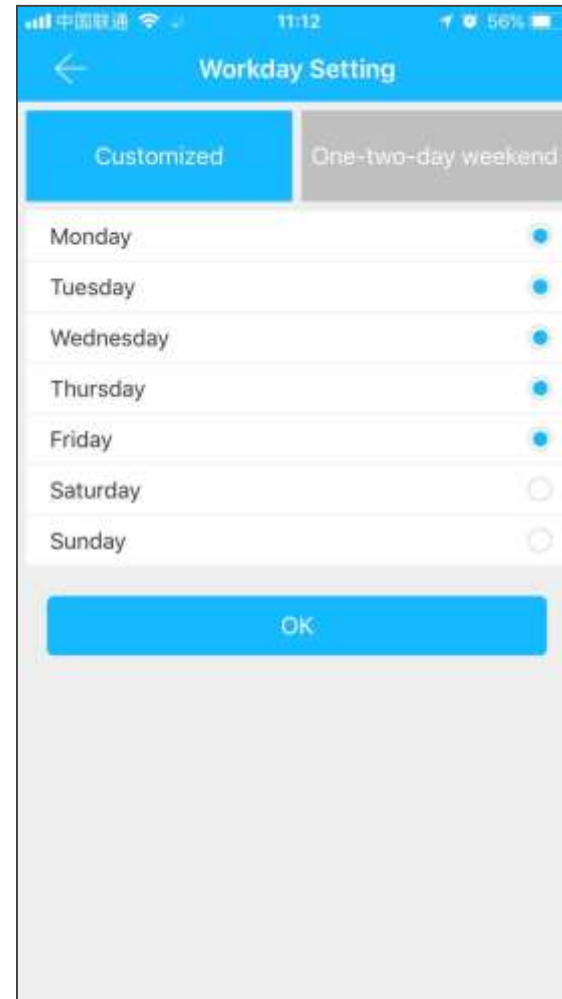 中国联通 11:12 56%
Workday Setting
Customized One-two-day weekend
Monday
Tuesday
Wednesday
Thursday
Friday
Saturday
Sunday
OK